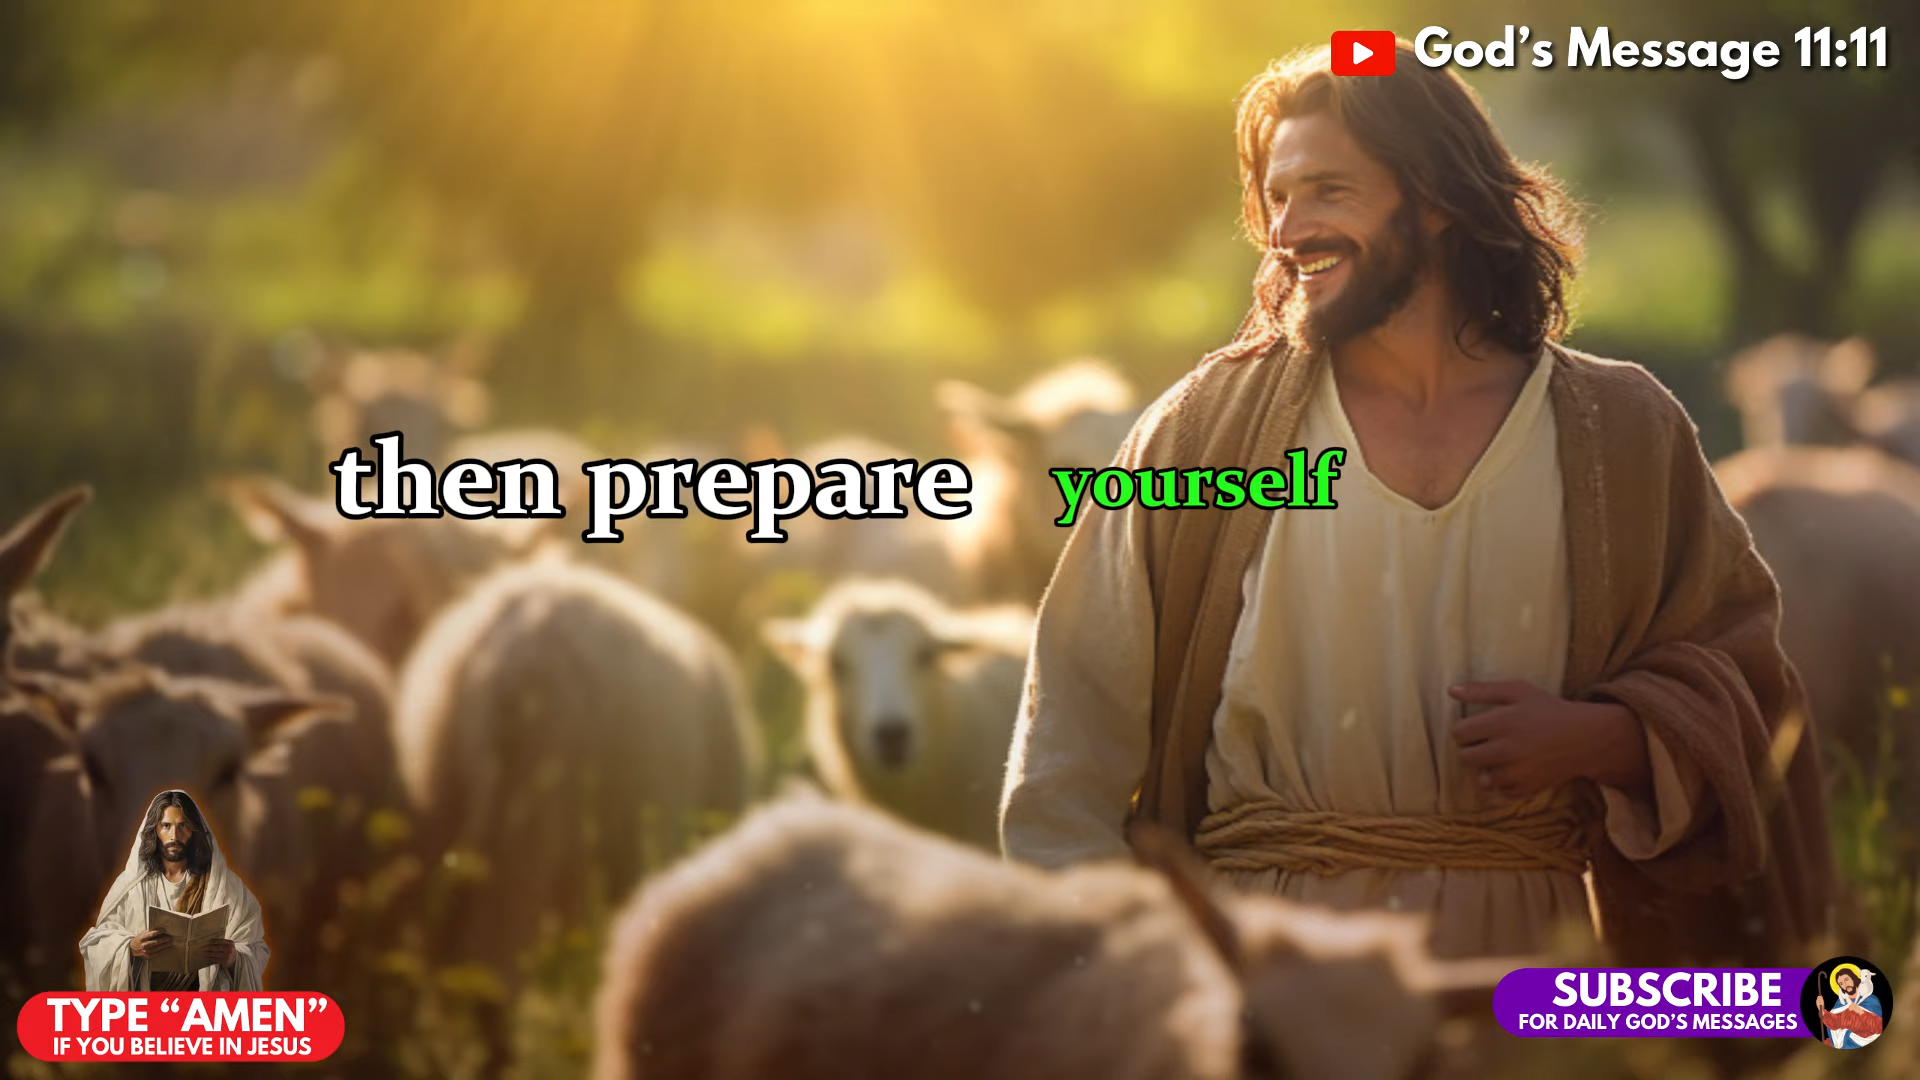 God’s Message 11:11
then prepare yourself
TYPE “AMEN”
IF YOU BELIEVE IN JESUS
SUBSCRIBE
FOR DAILY GOD’S MESSAGES